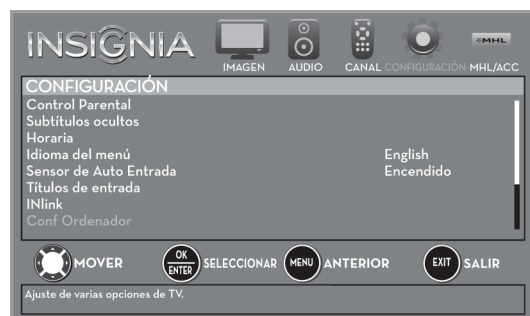 INSIGNIA
IMAGEN AUDIO CANAL CONFIGURACIÓN MHL/ACC
MHL
CONFIGURACIÓN
Control Parental
Subtítulos ocultos
Horaria
Idioma del menú English
Sensor de Auto Entrada Encendido
Títulos de entrada
INlink
Conf Ordenador
MOVER OK ENTER SELECCIONAR MENU ANTERIOR EXIT SALIR
Ajuste de varias opciones de TV.